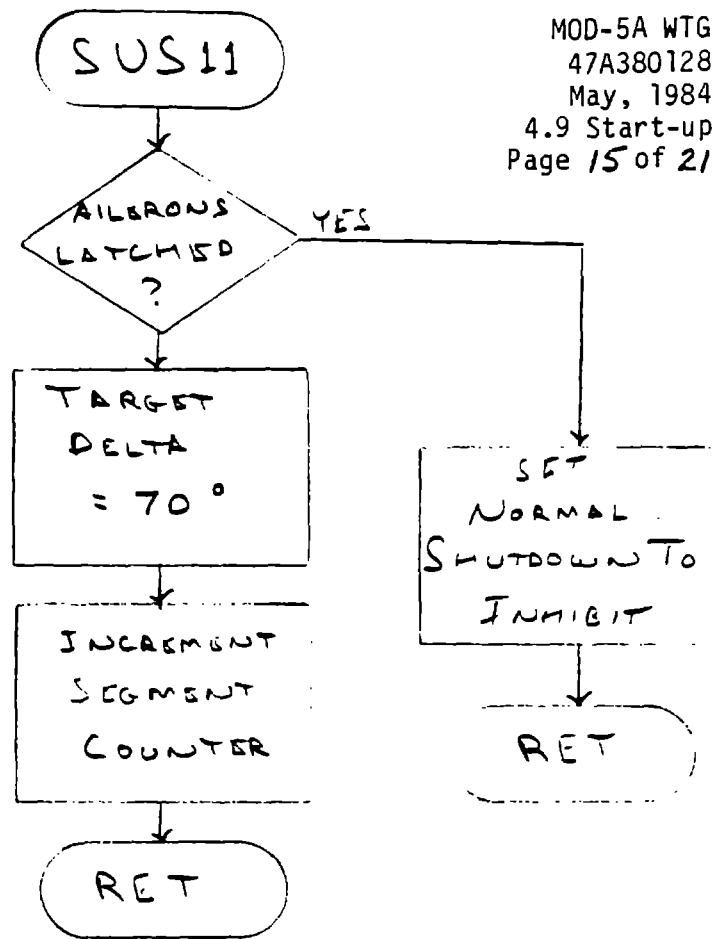 SUS11
MOD-5A WTG
47A380128
May, 1984
4.9 Start-up
Page 15 of 21
AILERONS
LATCHED
?
YES
TARGET
DELTA
= 70°
INCREMENT
SEGMENT
COUNTER
RET
SET
NORMAL
SHUTDOWN TO
INHIBIT
RET